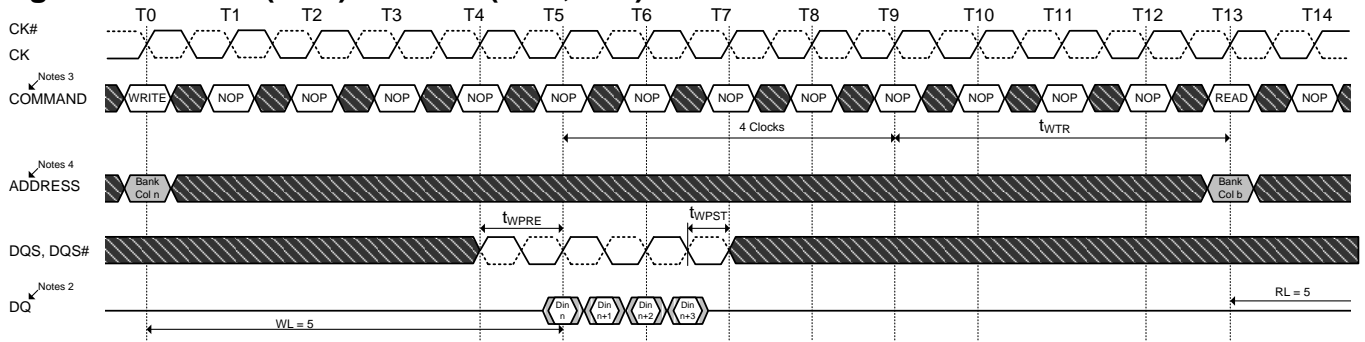 T0 T1 T2 T3 T4 T5 T6 T7 T8 T9 T10 T11 T12 T13 T14
CK#
CK
Notes 3
COMMAND
WRITE NOP NOP NOP NOP NOP NOP NOP NOP NOP NOP NOP NOP READ NOP
4 Clocks
tWTR
Notes 4
ADDRESS
Bank
Col n
Bank
Col b
tWPRE
tWPST
DQS, DQS#
Notes 2
DQ
Din
n
Din
n+1
Din
n+2
Din
n+3
WL = 5
RL = 5